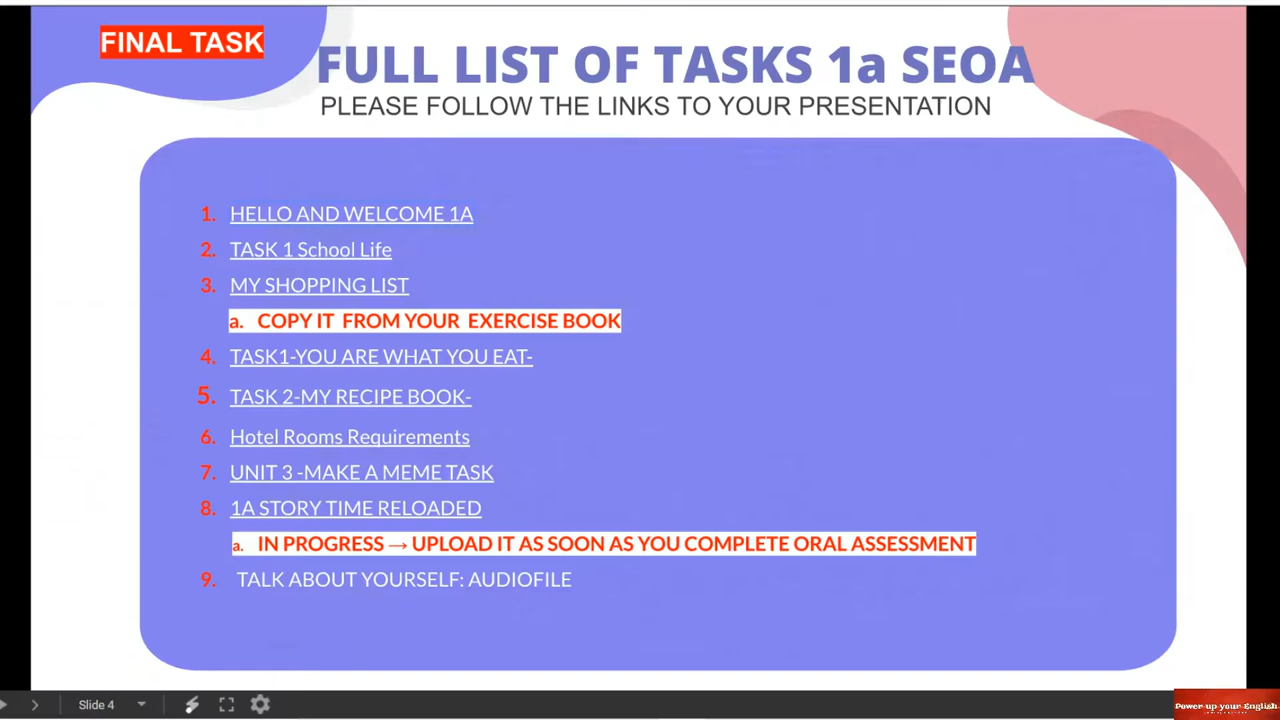 FINAL TASK
FULL LIST OF TASKS 1a SEOA
PLEASE FOLLOW THE LINKS TO YOUR PRESENTATION
1. HELLO AND WELCOME 1A
2. TASK 1 School Life
3. MY SHOPPING LIST
a. COPY IT FROM YOUR EXERCISE BOOK
4. TASK1-YOU ARE WHAT YOU EAT-
5. TASK 2-MY RECIPE BOOK-
6. Hotel Rooms Requirements
7. UNIT 3 -MAKE A MEME TASK
8. 1A STORY TIME RELOADED
a. IN PROGRESS → UPLOAD IT AS SOON AS YOU COMPLETE ORAL ASSESSMENT
9. TALK ABOUT YOURSELF: AUDIOFILE
Slide 4
Power up your English